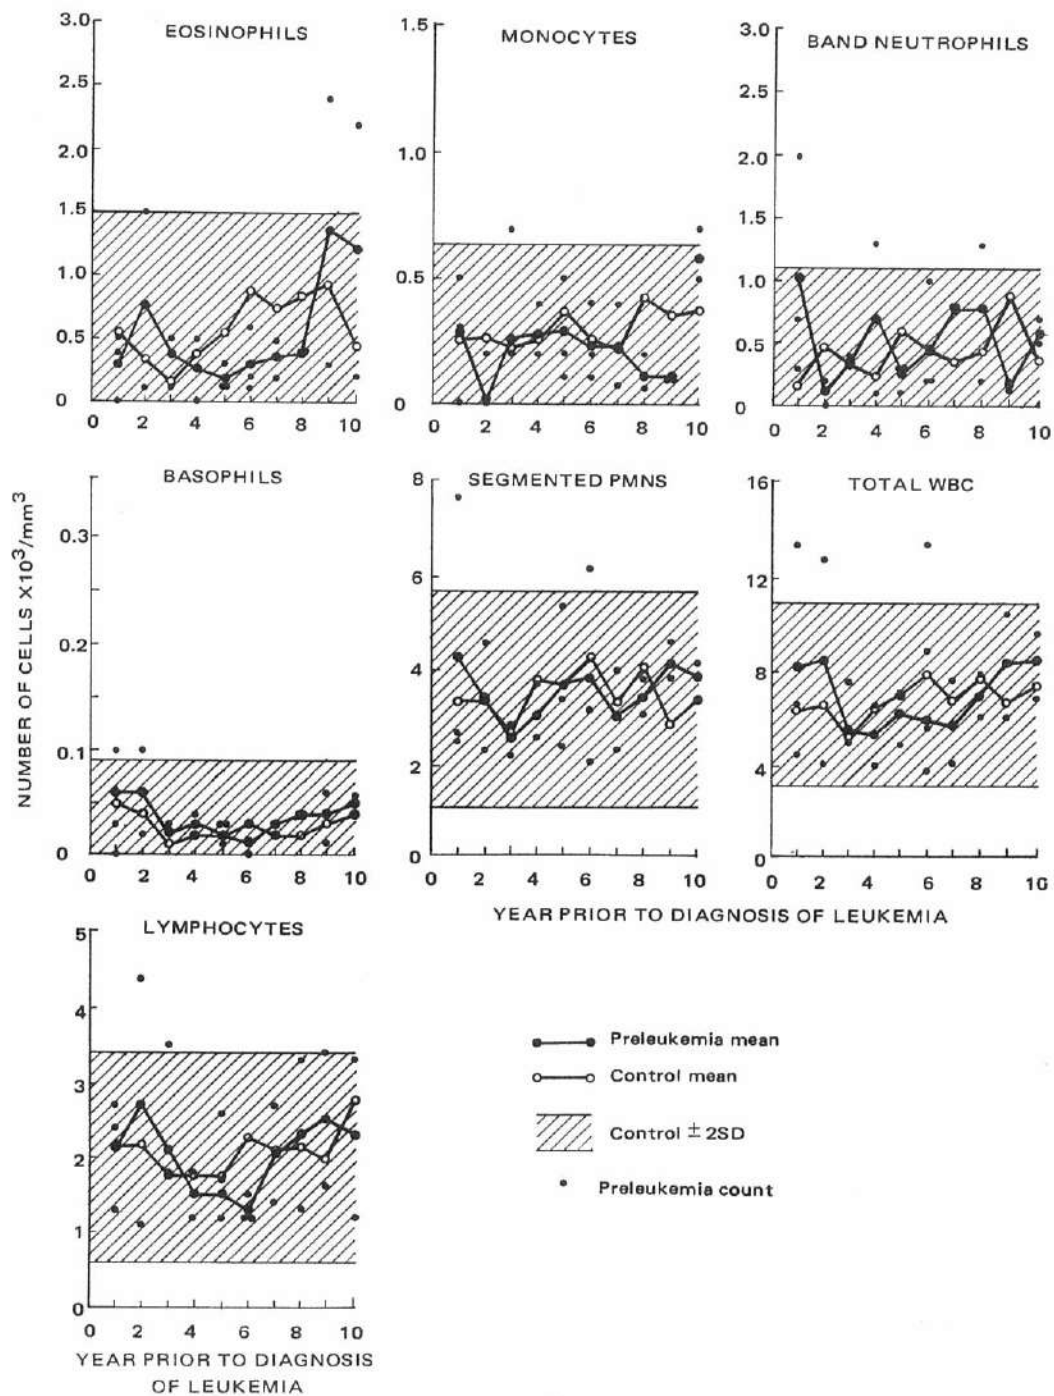 EOSINOPHILS
3.0
2.5
2.0
1.5
1.0
0.5
0
0 2 4 6 8 10
MONOCYTES
1.5
1.0
0.5
0
0 2 4 6 8 10
BAND NEUTROPHILS
3.0
2.5
2.0
1.5
1.0
0.5
0
0 2 4 6 8 10
NUMBER OF CELLS X10³/mm³
BASOPHILS
0.3
0.2
0.1
0
0 2 4 6 8 10
SEGMENTED PMNS
8
6
4
2
0
0 2 4 6 8 10
TOTAL WBC
16
12
8
4
0
0 2 4 6 8 10
YEAR PRIOR TO DIAGNOSIS OF LEUKEMIA
LYMPHOCYTES
5
4
3
2
1
0
0 2 4 6 8 10
YEAR PRIOR TO DIAGNOSIS
OF LEUKEMIA
Preleukemia mean
Control mean
Control ± 2SD
Preleukemia count